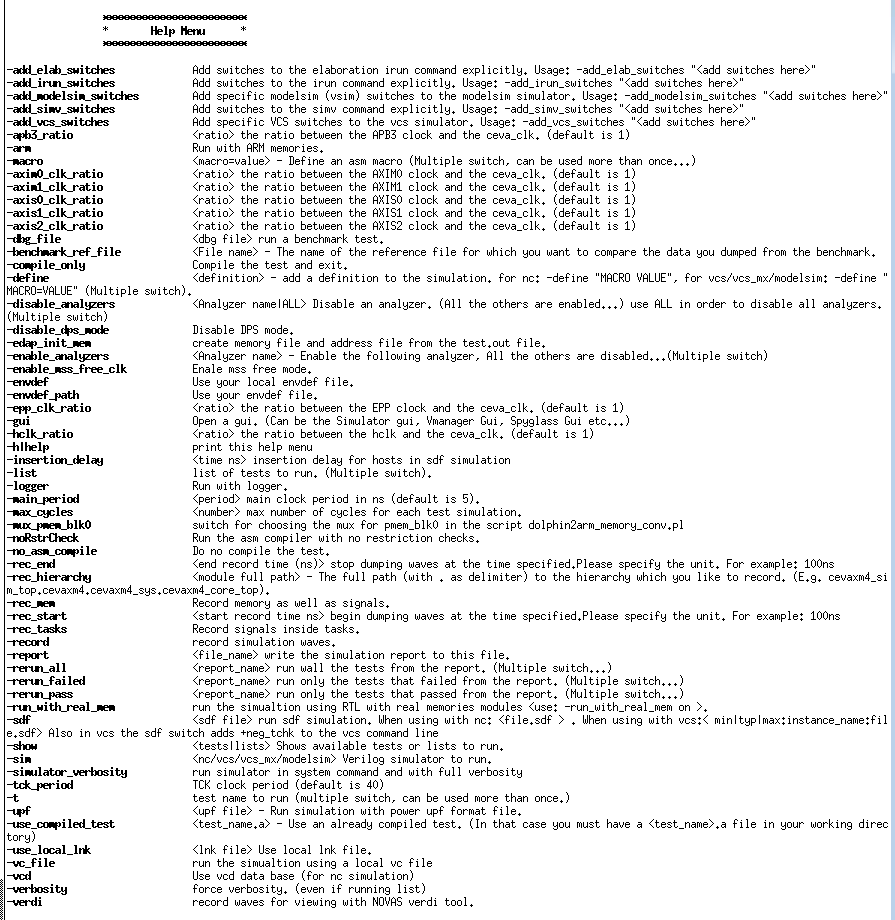 **************************
* Help Menu *
**************************
-add_elab_switches Add switches to the elaboration irun command explicitly. Usage: -add_elab_switches "<add switches here>"
-add_irun_switches Add switches to the irun command explicitly. Usage: -add_irun_switches "<add switches here>"
-add_modelsim_switches Add specific modelsim (vsim) switches to the modelsim simulator. Usage: -add_modelsim_switches "<add switches here>"
-add_simv_switches Add switches to the simv command explicitly. Usage: -add_simv_switches "<add switches here>"
-add_vcs_switches Add specific VCS switches to the vcs simulator. Usage: -add_vcs_switches "<add switches here>"
-apb3_ratio <ratio> the ratio between the APB3 clock and the ceva_clk. (default is 1)
-arm Run with ARM memories.
-macro <macro=value> - Define an asm macro (Multiple switch, can be used more than once...)
-axim0_clk_ratio <ratio> the ratio between the AXIM0 clock and the ceva_clk. (default is 1)
-axim1_clk_ratio <ratio> the ratio between the AXIM1 clock and the ceva_clk. (default is 1)
-axis0_clk_ratio <ratio> the ratio between the AXIS0 clock and the ceva_clk. (default is 1)
-axis1_clk_ratio <ratio> the ratio between the AXIS1 clock and the ceva_clk. (default is 1)
-axis2_clk_ratio <ratio> the ratio between the AXIS2 clock and the ceva_clk. (default is 1)
-dbg_file <dbg file> run a benchmark test.
-benchmark_ref_file <File name> - The name of the reference file for which you want to compare the data you dumped from the benchmark.
-compile_only Compile the test and exit.
-define <definition> - add a definition to the simulation. for nc: -define "MACRO VALUE", for vcs/vcs_mx/modelsim: -define "
MACRO=VALUE" (Multiple switch).
-disable_analyzers <Analyzer name|ALL> Disable an analyzer. (All the others are enabled...) use ALL in order to disable all analyzers.
(Multiple switch)
-disable_dps_mode Disable DPS mode.
-edap_init_mem create memory file and address file from the test.out file.
-enable_analyzers <Analyzer name> - Enable the following analyzer, All the others are disabled...(Multiple switch)
-enable_mss_free_clk Enale mss free mode.
-envdef Use your local envdef file.
-envdef_path Use your envdef file.
-epp_clk_ratio <ratio> the ratio between the EPP clock and the ceva_clk. (default is 1)
-gui Open a gui. (Can be the Simulator gui, Vmanager Gui, Spyglass Gui etc...)
-hclk_ratio <ratio> the ratio between the hclk and the ceva_clk. (default is 1)
-h|help print this help menu
-insertion_delay <time ns> insertion delay for hosts in sdf simulation
-list list of tests to run. (Multiple switch).
-logger Run with logger.
-main_period <period> main clock period in ns (default is 5).
-max_cycles <number> max number of cycles for each test simulation.
-mux_pmem_blk0 switch for choosing the mux for pmem_blk0 in the script dolphin2arm_memory_conv.pl
-noRstrCheck Run the asm compiler with no restriction checks.
-no_asm_compile Do no compile the test.
-rec_end <end record time (ns)> stop dumping waves at the time specified.Please specify the unit. For example: 100ns
-rec_hierarchy <module full path> - The full path (with . as delimiter) to the hierarchy which you like to record. (E.g. cevaxm4_si
m_top.cevaxm4.cevaxm4_sys.cevaxm4_core_top).
-rec_mem Record memory as well as signals.
-rec_start <start record time ns> begin dumping waves at the time specified.Please specify the unit. For example: 100ns
-rec_tasks Record signals inside tasks.
-record record simulation waves.
-report <file_name> write the simulation report to this file.
-rerun_all <report_name> run wall the tests from the report. (Multiple switch...)
-rerun_failed <report_name> run only the tests that failed from the report. (Multiple switch...)
-rerun_pass <report_name> run only the tests that passed from the report. (Multiple switch...)
-run_with_real_mem run the simualtion using RTL with real memories modules <use: -run_with_real_mem on >.
-sdf <sdf file> run sdf simulation. When using with nc: <file.sdf > . When using with vcs:< min|typ|max:instance_name:fil
e.sdf> Also in vcs the sdf switch adds +neg_tchk to the vcs command line
-show <tests|lists> Shows available tests or lists to run.
-sim <nc/vcs/vcs_mx/modelsim> Verilog simulator to run.
-simulator_verbosity run simulator in system command and with full verbosity
-tck_period TCK clock period (default is 40)
-t test name to run (multiple switch, can be used more than once.)
-upf <upf file> - Run simulation with power upf format file.
-use_compiled_test <test_name.a> - Use an already compiled test. (In that case you must have a <test_name>.a file in your working direc
tory)
-use_local_lnk <lnk file> Use local lnk file.
-vc_file run the simualtion using a local vc file
-vcd Use vcd data base (for nc simulation)
-verbosity force verbosity. (even if running list)
-verdi record waves for viewing with NOVAS verdi tool.